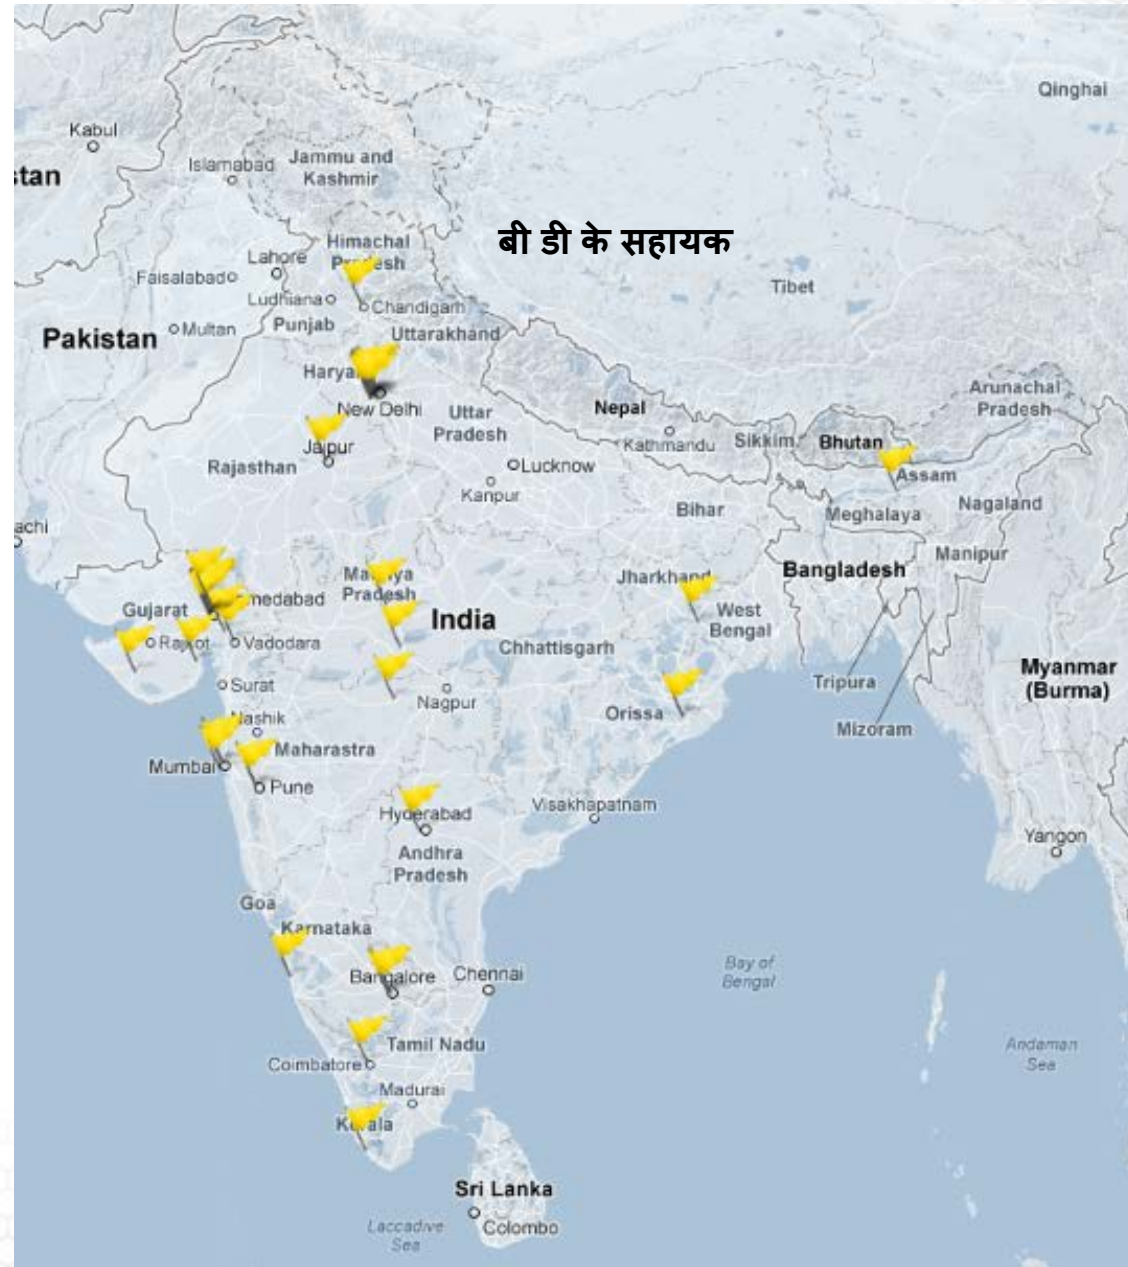 Qinghai
Kabul
Islamabad
Jammu and
Kashmir
stan
बी डी के सहायक
Himachal
Pradesh
Lahore
Faisalabad
Tibet
Ludhiana
Chandigarh
Punjab
Multan
Pakistan
Uttarakhand
Harya
Arunachal
Pradesh
New Delhi
Nepal
Uttar
Pradesh
Kathmandu
Sikkim
Bhutan
Jaipur
Rajasthan
Lucknow
Assam
Kanpur
Nagaland
Bihar
Meghalaya
achi
Manipur
Bangladesh
Madhya
Pradesh
Jharkhand
medabad
Gujarat
India
West
Bengal
Rajkot
Vadodara
Chhattisgarh
Myanmar
(Burma)
Tripura
Surat
Nagpur
Orissa
Nashik
Mizoram
Maharastra
Mumbai
Pune
Visakhapatnam
Hyderabad
Yangon
Andhra
Pradesh
Goa
Karnataka
Bay of
Bengal
Bangalore
Chennai
Tamil Nadu
Andaman
Sea
Coimbatore
Madurai
Kerala
Sri Lanka
Colombo
Laccadive
Sea